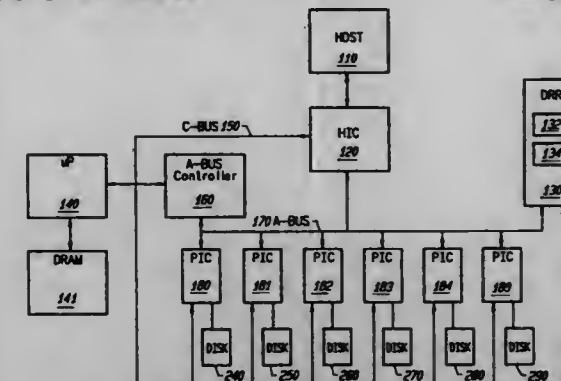 HOST
110
DRR
C-BUS 150
HIC
120
132
134
130
μP
140
A-BUS
Controller
160
170 A-BUS
DRAM
141
PIC
180
PIC
181
PIC
182
PIC
183
PIC
184
PIC
185
DISK
240
DISK
250
DISK
260
DISK
270
DISK
280
DISK
290